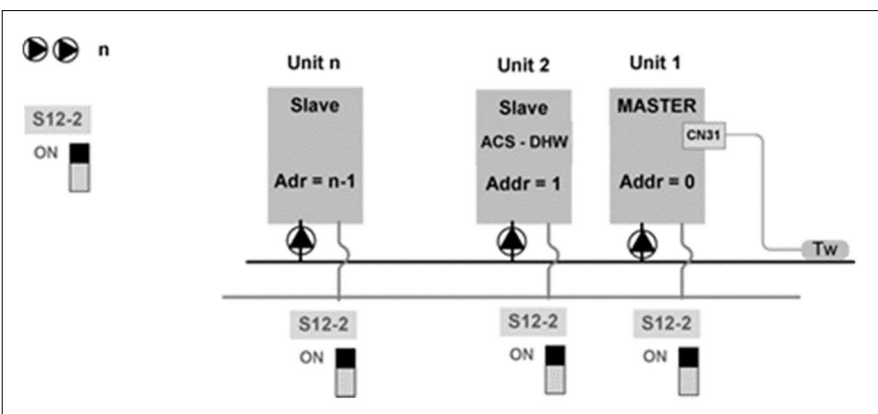 n
S12-2
ON
Unit n
Slave
Adr = n-1
Unit 2
Slave
ACS - DHW
Addr = 1
Unit 1
MASTER
CN31
Addr = 0
Tw
S12-2
ON
S12-2
ON
S12-2
ON